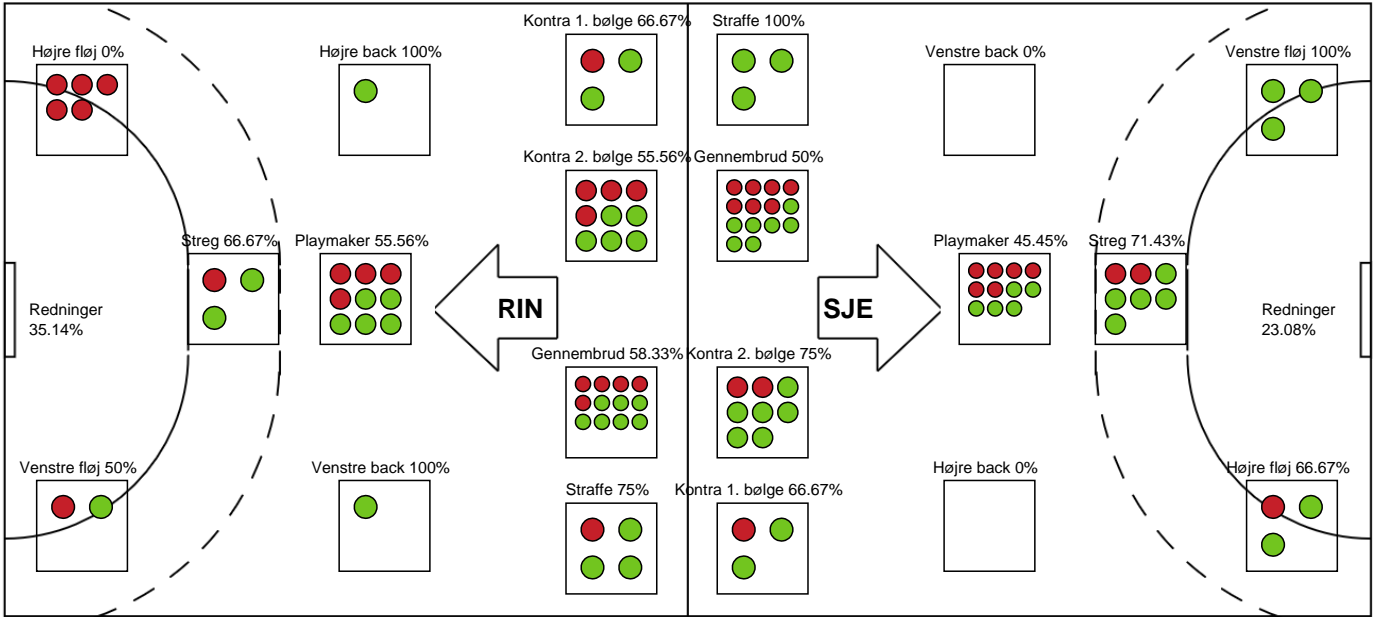 Kontra 1. bølge 66.67%
Straffe 100%
Højre fløj 0%
Højre back 100%
Venstre back 0%
Venstre fløj 100%
Kontra 2. bølge 55.56%
Gennembrud 50%
Streg 66.67%
Playmaker 55.56%
Playmaker 45.45%
Streg 71.43%
Redninger
35.14%
RIN
SJE
Redninger
23.08%
Gennembrud 58.33%
Kontra 2. bølge 75%
Venstre fløj 50%
Venstre back 100%
Højre back 0%
Højre fløj 66.67%
Straffe 75%
Kontra 1. bølge 66.67%